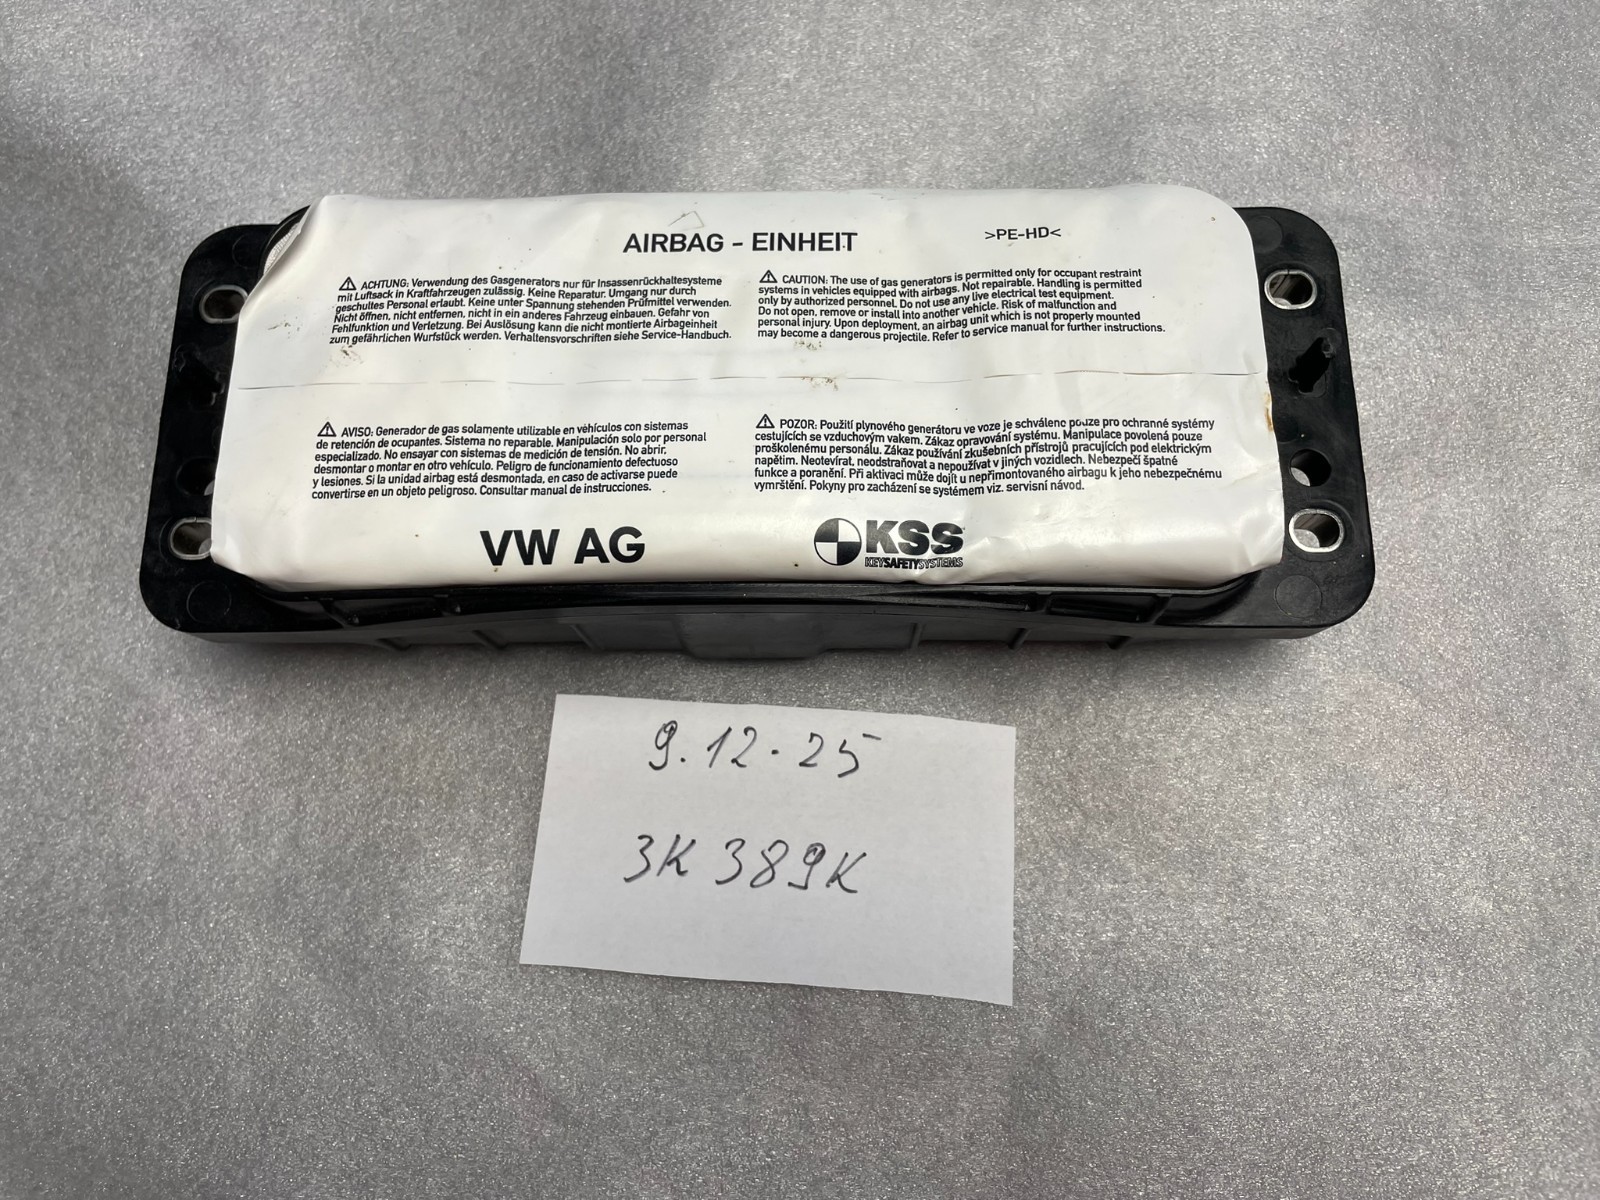 AIRBAG - EINHEIT
>PE-HD<
⚠ ACHTUNG: Verwendung des Gasgenerators nur für Insassenrückhaltesysteme
mit Luftsack in Kraftfahrzeugen zulässig. Keine Reparatur. Umgang nur durch
geschultes Personal erlaubt. Keine unter Spannung stehenden Prüfmittel verwenden.
Nicht öffnen, nicht entfernen, nicht in ein anderes Fahrzeug einbauen. Gefahr von
Fehlfunktion und Verletzung. Bei Auslösung kann die nicht montierte Airbageinheit
zum gefährlichen Wurfstück werden. Verhaltensvorschriften siehe Service-Handbuch.
⚠ CAUTION: The use of gas generators is permitted only for occupant restraint
systems in vehicles equipped with airbags. Not repairable. Handling is permitted
only by authorized personnel. Do not use any live electrical test equipment.
Do not open, remove or install into another vehicle. Risk of malfunction and
personal injury. Upon deployment, an airbag unit which is not properly mounted
may become a dangerous projectile. Refer to service manual for further instructions.
⚠ AVISO: Generador de gas solamente utilizable en vèhiculos con sistemas
de retención de ocupantes. Sistema no reparable. Manipulación solo por personal
especializado. No ensayar con sistemas de medición de tensión. No abrir,
desmontar o montar en otro vehículo. Peligro de funcionamiento defectuoso
y lesiones. Si la unidad airbag está desmontada, en caso de activarse puede
convertirse en un objeto peligroso. Consultar manual de instrucciones.
⚠ POZOR: Použití plynového generátoru ve voze je schváleno pouze pro ochranné systémy
cestujících se vzduchovým vakem. Zákaz opravování systému. Manipulace povolená pouze
proškolenému personálu. Zákaz používání zkušebních přístrojů pracujících pod elektrickým
napětím. Neotevírat, neodstraňovat a nepoužívat v jiných vozidlech. Nebezpečí špatné
funkce a poranění. Při aktivaci může dojít u nepřimontovaného airbagu k jeho nebezpečnému
vymrštění. Pokyny pro zacházení se systémem viz. servisní návod.
VW AG
KSS
KEYSAFETYSYSTEMS
9.12.25
3K 389K